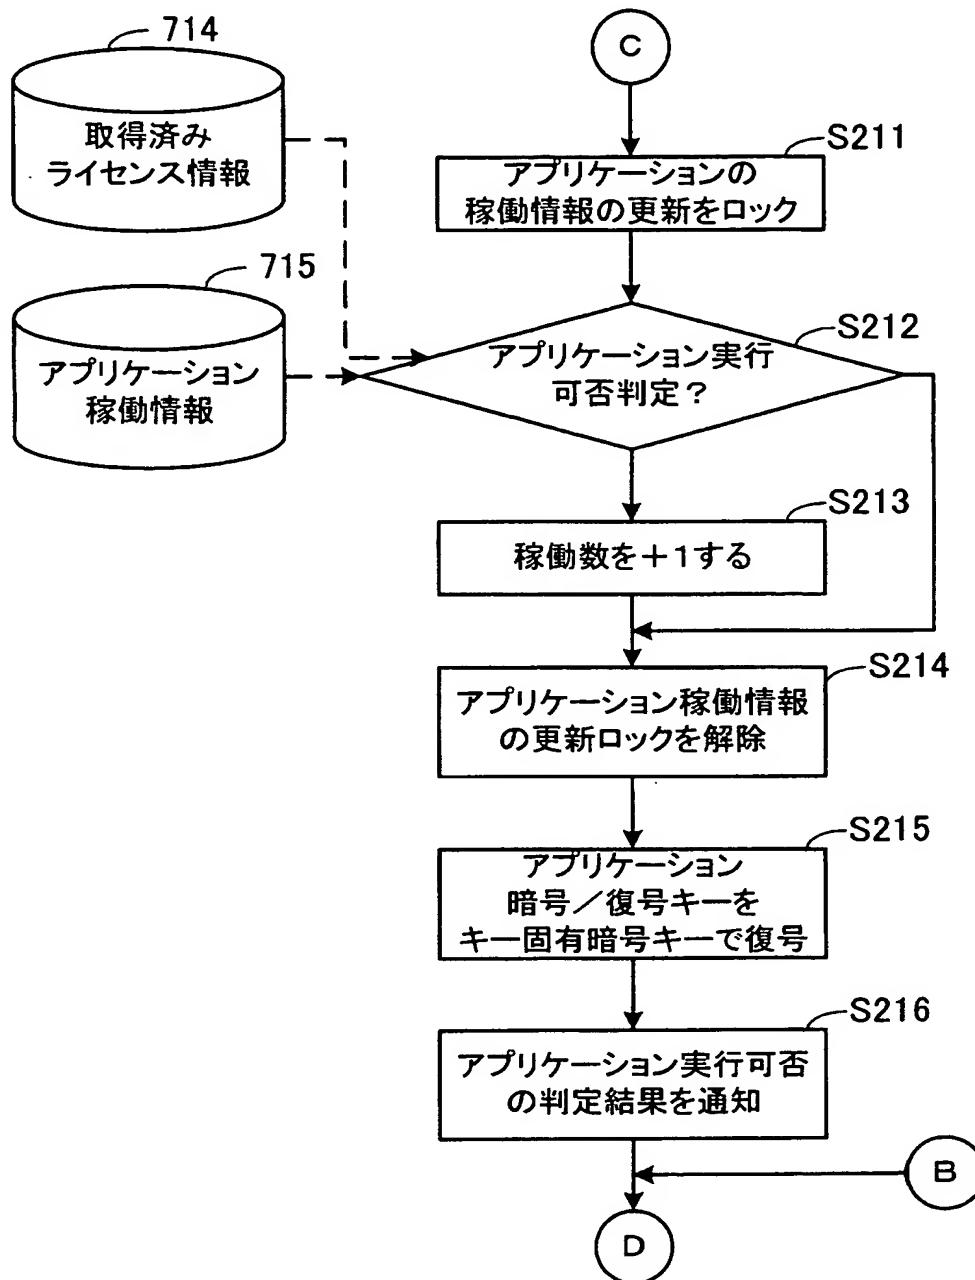 714
C
取得済み
ライセンス情報
S211
アプリケーションの
稼働情報の更新をロック
715
アプリケーション
稼働情報
S212
アプリケーション実行
可否判定？
S213
稼働数を＋1する
S214
アプリケーション稼働情報
の更新ロックを解除
S215
アプリケーション
暗号／復号キーを
キー固有暗号キーで復号
S216
アプリケーション実行可否
の判定結果を通知
B
D